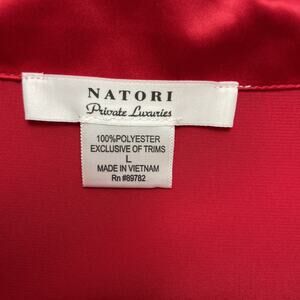 NATORI
Private Luxuries
100%POLYESTER
EXCLUSIVE OF TRIMS
L
MADE IN VIETNAM
Rn #89782